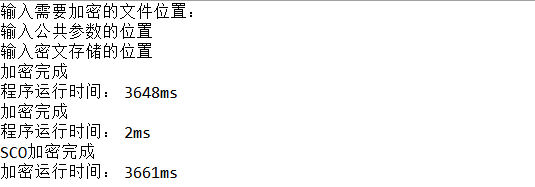 输入需要加密的文件位置：
输入公共参数的位置
输入密文存储的位置
加密完成
程序运行时间： 3648ms
加密完成
程序运行时间： 2ms
SCO加密完成
加密运行时间： 3661ms